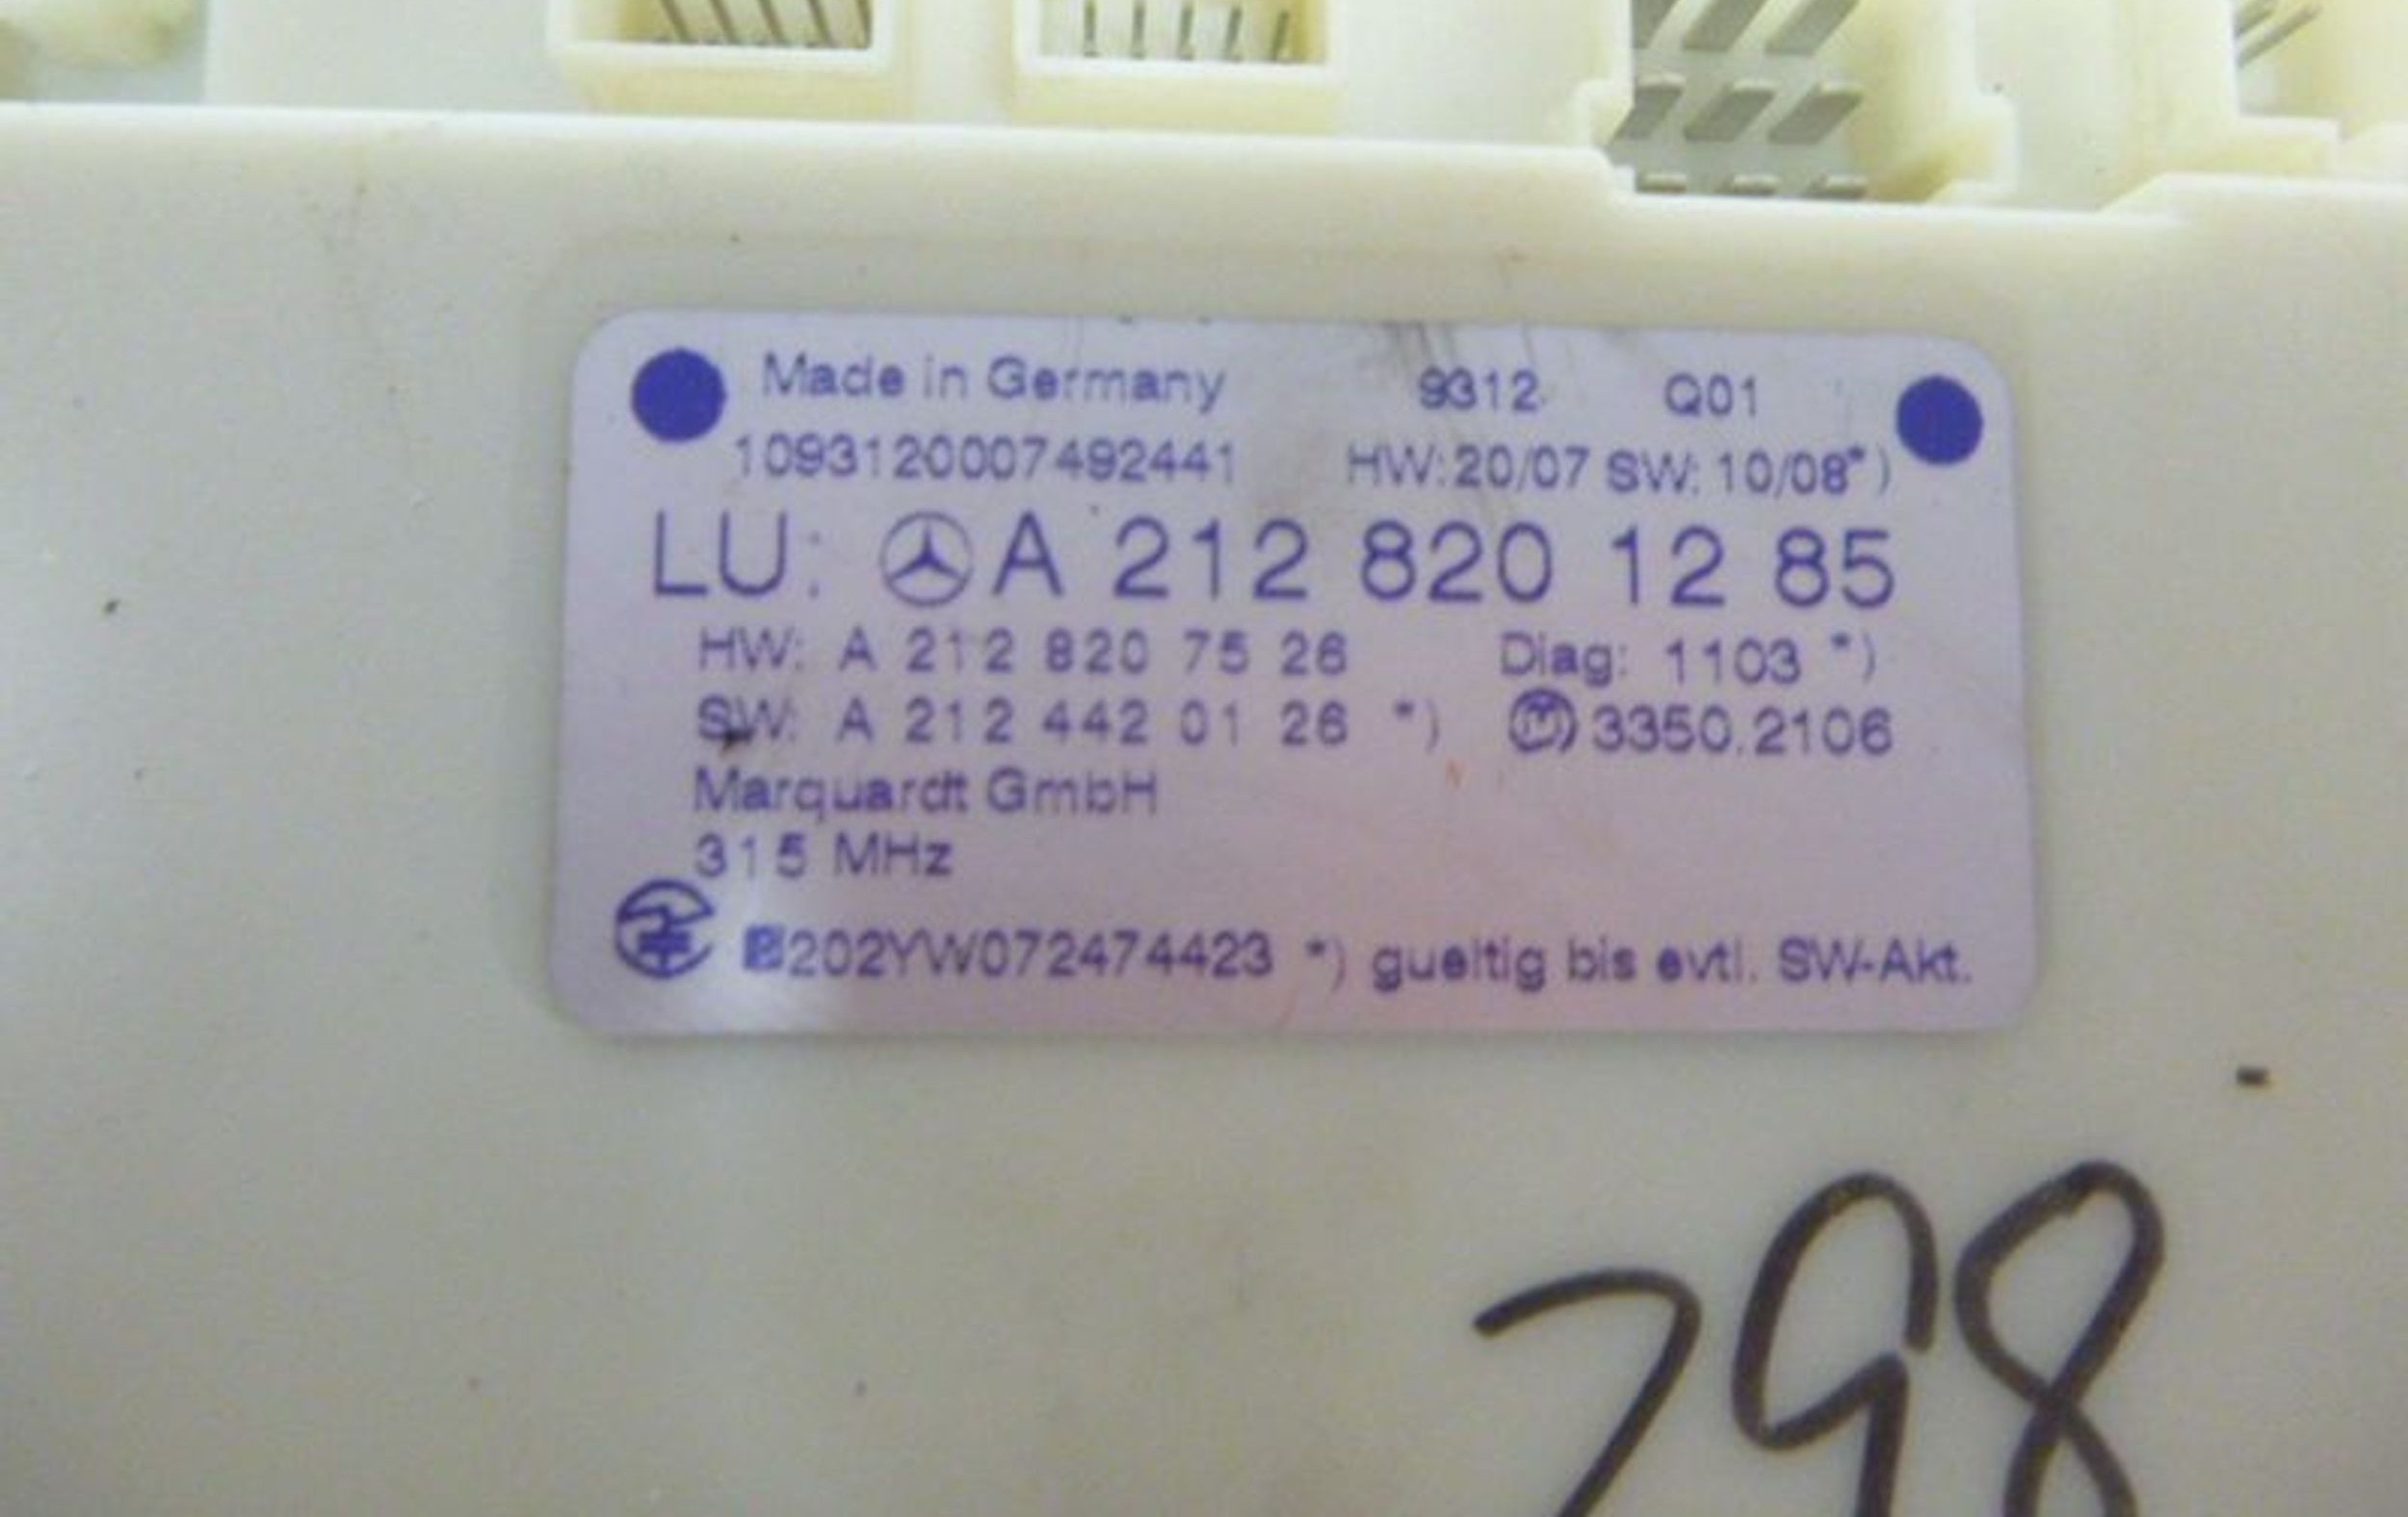 Made in Germany 9312 Q01
1093120007492441 HW: 20/07 SW: 10/08*)
LU: A 212 820 12 85
HW: A 212 820 75 26 Diag: 1103 *)
SW: A 212 442 01 26 *) M 3350.2106
Marquardt GmbH
315 MHz
202YW072474423 *) gueltig bis evtl. SW-Akt.
298